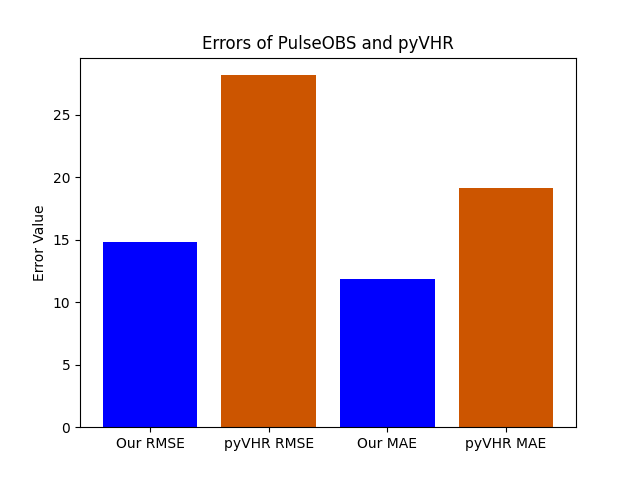 Errors of PulseOBS and pyVHR
Error Value
25
20
15
10
5
0
Our RMSE
pyVHR RMSE
Our MAE
pyVHR MAE